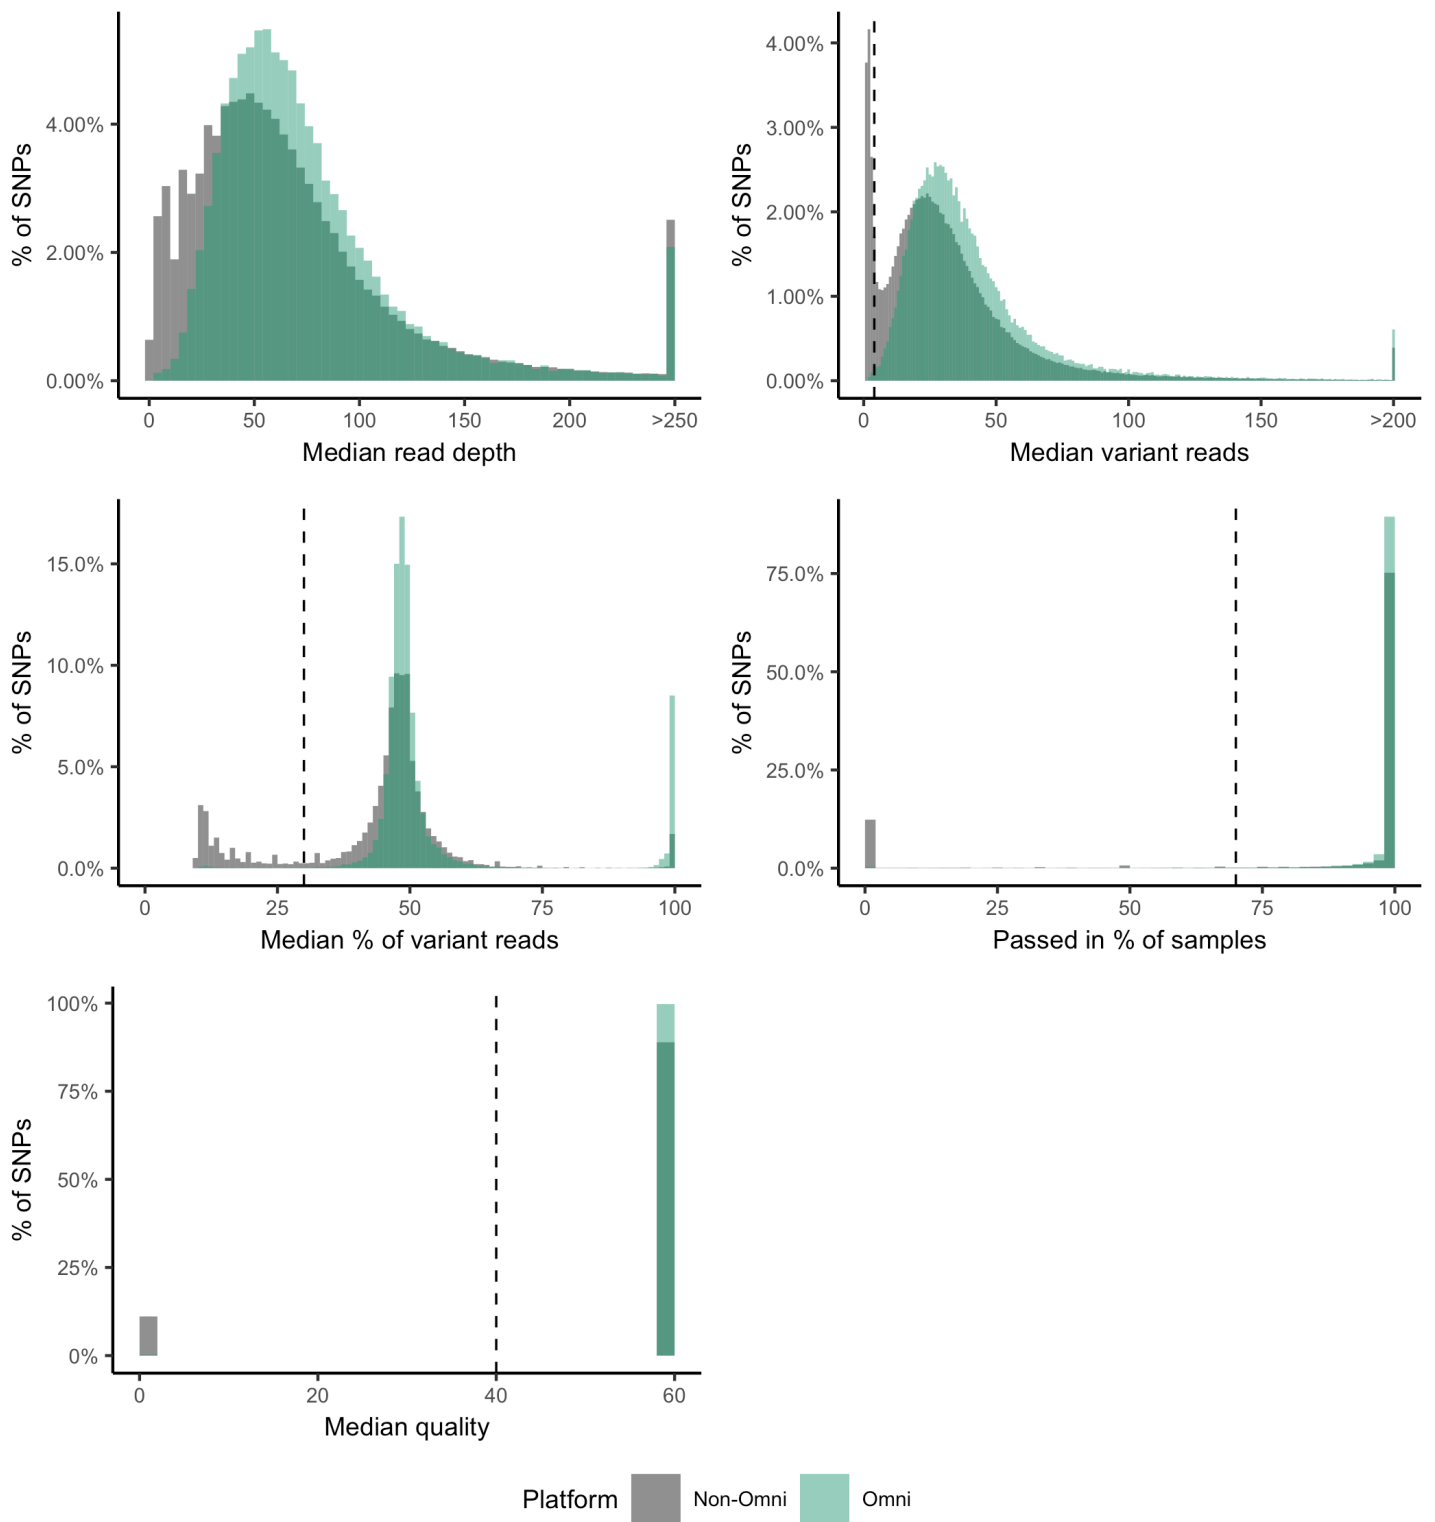 % of SNPs
4.00%
2.00%
0.00%
0 50 100 150 200 >250
Median read depth
% of SNPs
4.00%
3.00%
2.00%
1.00%
0.00%
0 50 100 150 >200
Median variant reads
% of SNPs
15.0%
10.0%
5.0%
0.0%
0 25 50 75 100
Median % of variant reads
% of SNPs
75.0%
50.0%
25.0%
0.0%
0 25 50 75 100
Passed in % of samples
% of SNPs
100%
75%
50%
25%
0%
0 20 40 60
Median quality
Platform Non-Omni Omni